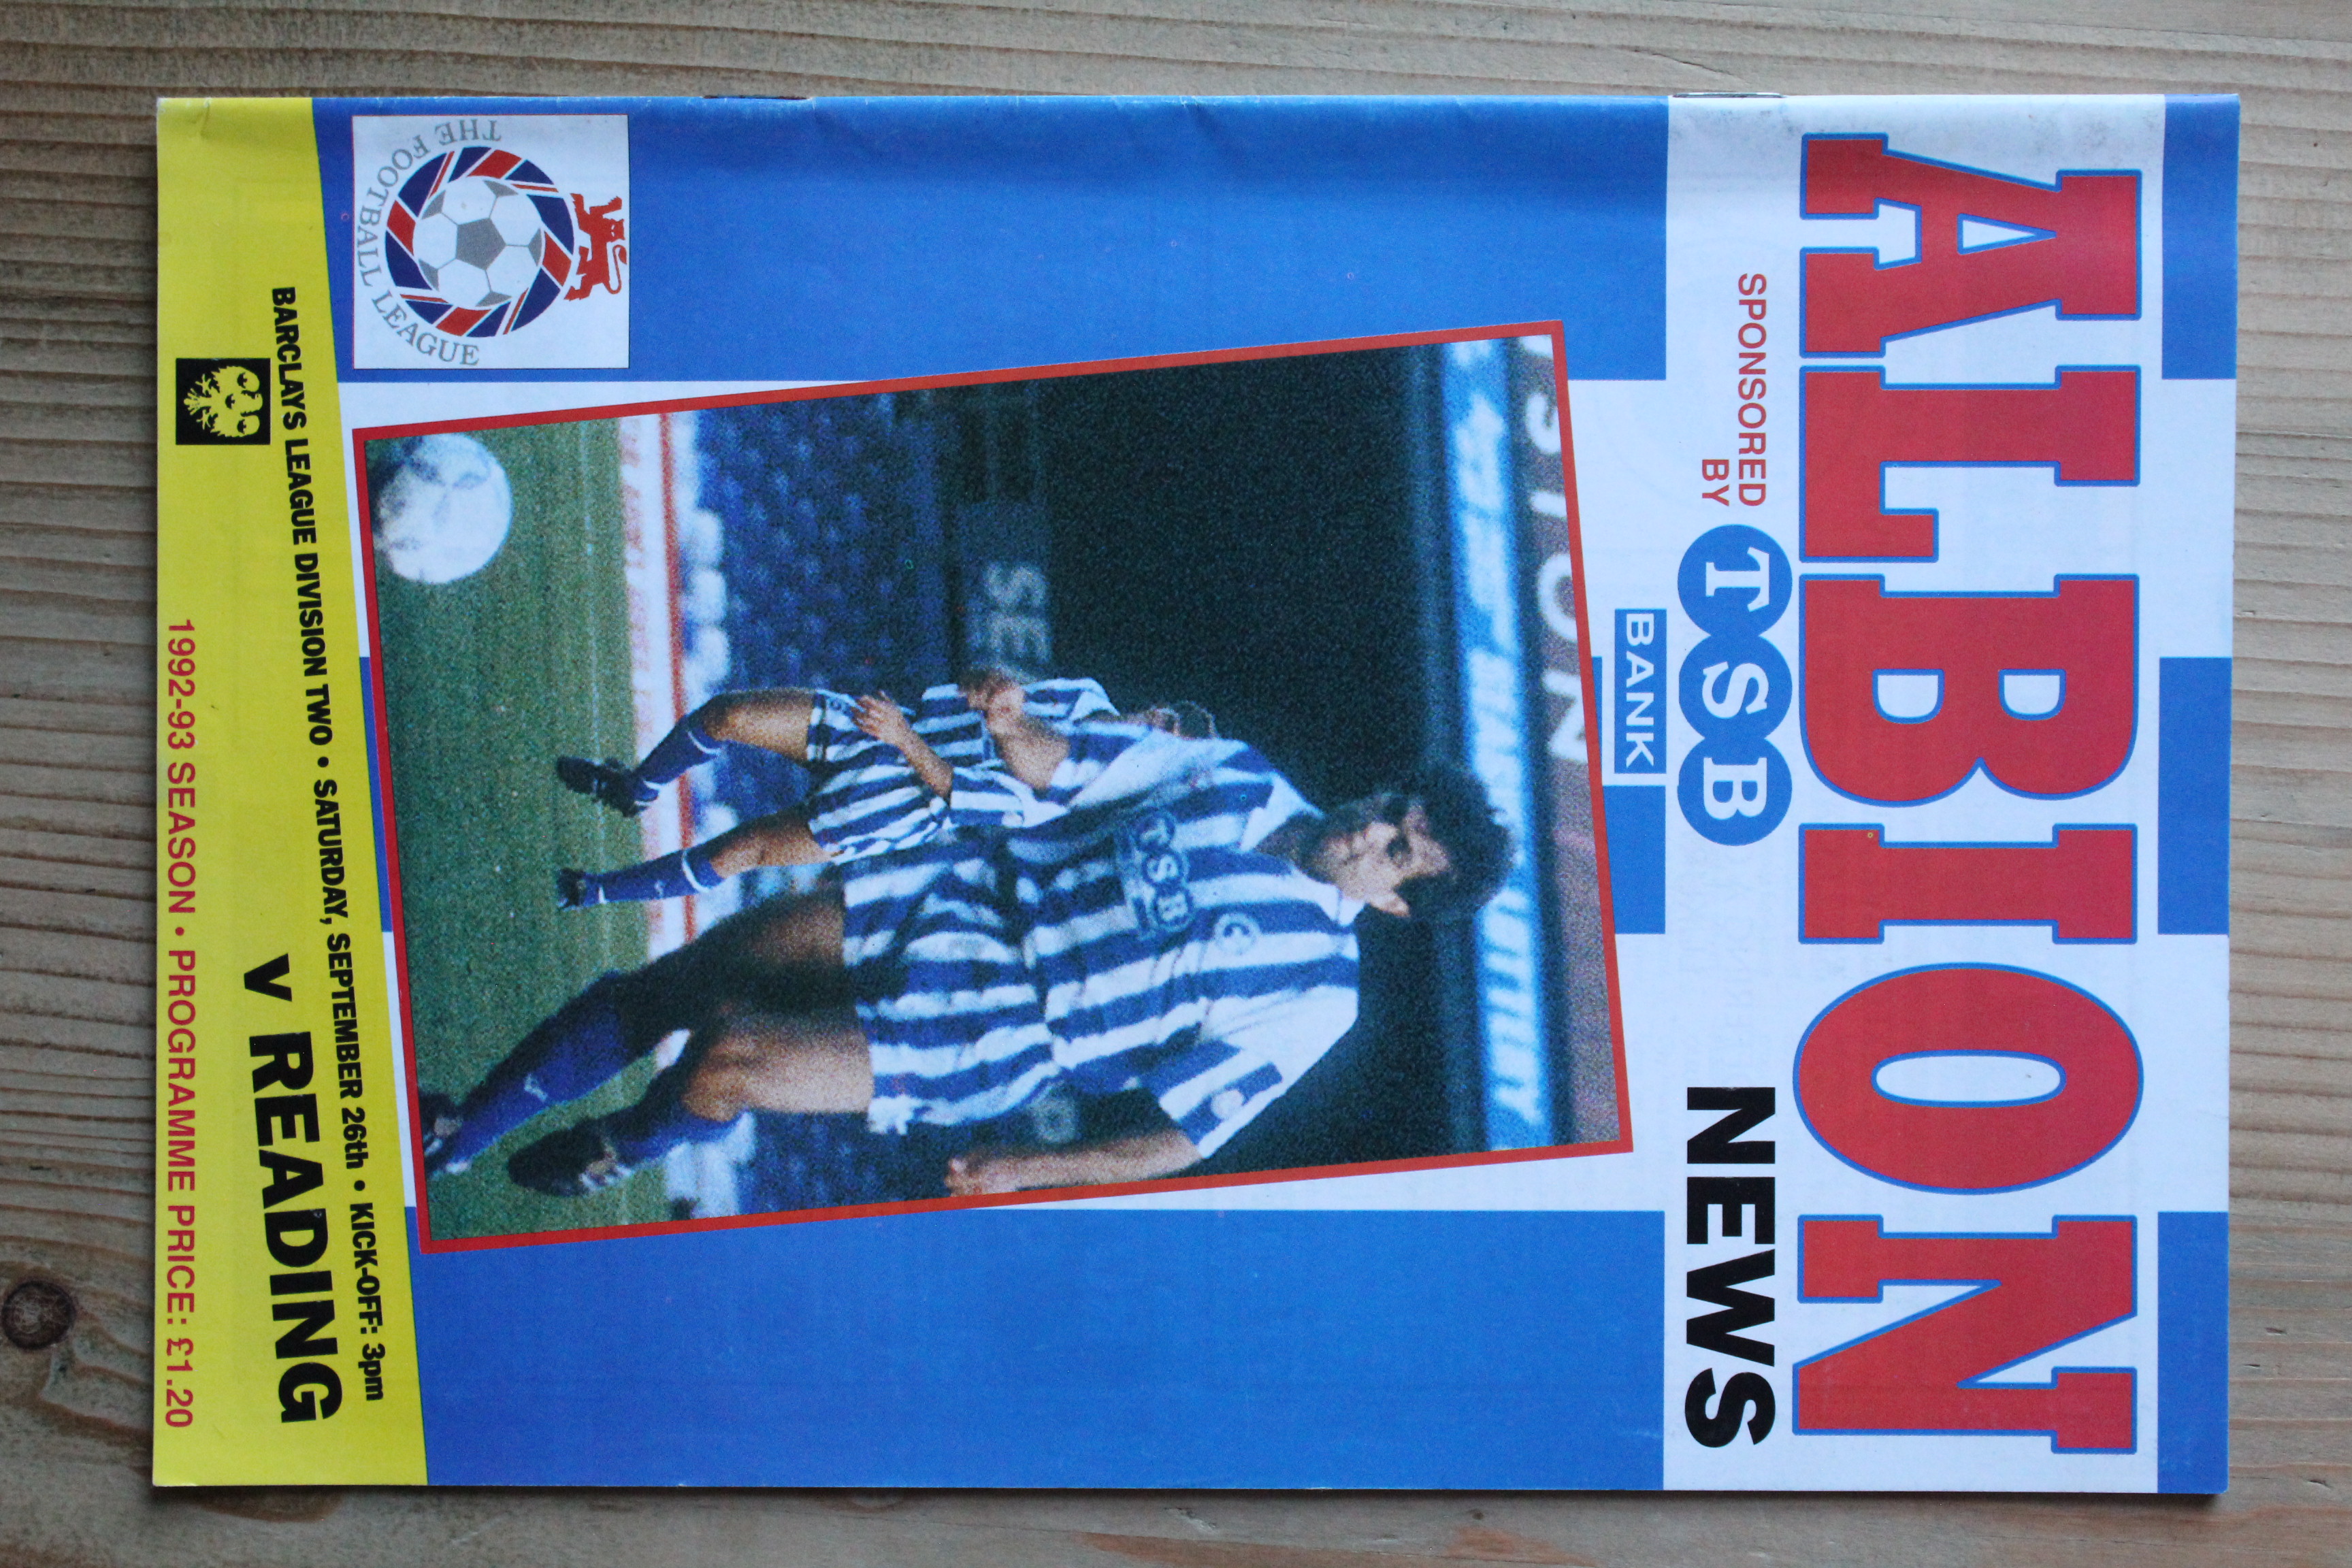 ALBION
SPONSORED
BY
TSB
BANK
NEWS
TSB
THE FOOTBALL LEAGUE
BARCLAYS LEAGUE DIVISION TWO • SATURDAY, SEPTEMBER 26th • KICK-OFF: 3pm
v READING
1992-93 SEASON • PROGRAMME PRICE: £1.20